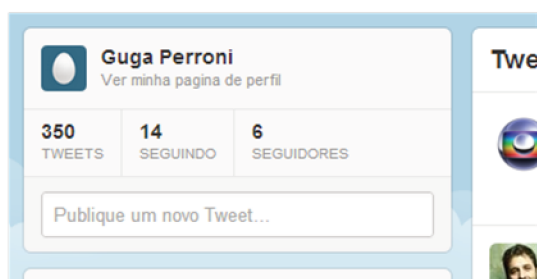 Guga Perroni
Ver minha pagina de perfil
350
TWEETS
14
SEGUINDO
6
SEGUIDORES
Publique um novo Tweet...
Twe